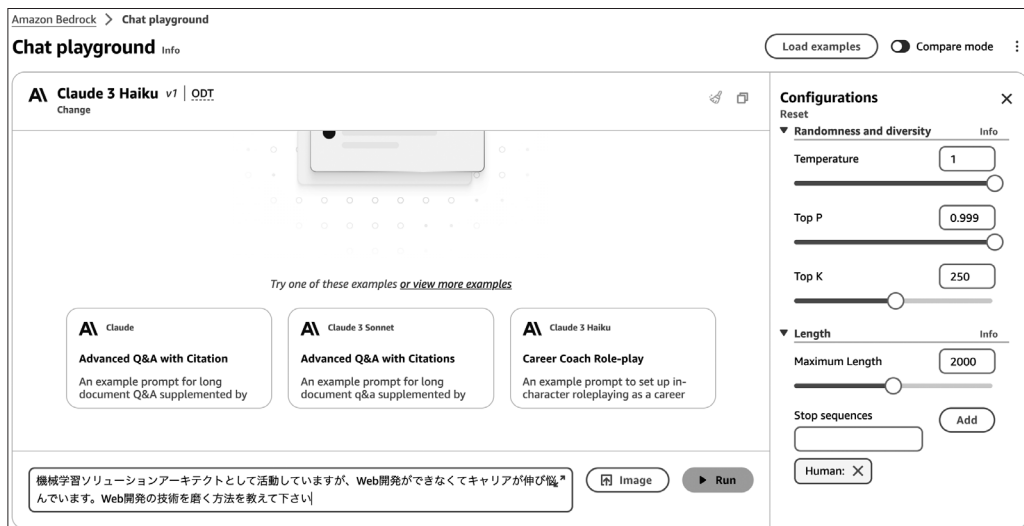 Amazon Bedrock > Chat playground
Chat playground Info
Load examples
Compare mode
Claude 3 Haiku v1 | ODT
Change
Try one of these examples or view more examples
Claude
Advanced Q&A with Citation
An example prompt for long
document Q&A supplemented by
Claude 3 Sonnet
Advanced Q&A with Citations
An example prompt for long
document q&a supplemented by
Claude 3 Haiku
Career Coach Role-play
An example prompt to set up in-
character roleplaying as a career
機械学習ソリューションアーキテクトとして活動していますが、Web開発ができなくてキャリアが伸び悩
んでいます。Web開発の技術を磨く方法を教えて下さい
Image
Run
Configurations
Reset
Randomness and diversity Info
Temperature 1
Top P 0.999
Top K 250
Length Info
Maximum Length 2000
Stop sequences
Add
Human: